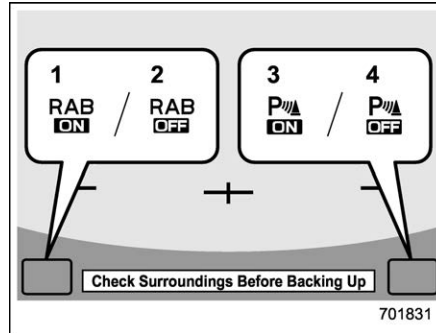 1 2
RAB ON / RAB OFF
3 4
P ON / P OFF
Check Surroundings Before Backing Up
701831